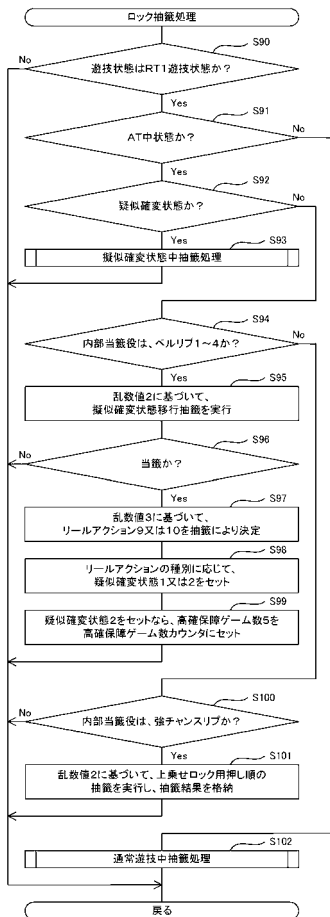 ロック抽籤処理
S90
遊技状態はRT1遊技状態か?
No
Yes
S91
AT中状態か?
No
Yes
S92
疑似確変状態か?
No
Yes
S93
擬似確変状態中抽籤処理
S94
内部当籤役は、ベルリプ1~4か?
No
Yes
S95
乱数値2に基づいて、
擬似確変状態移行抽籤を実行
S96
当籤か?
No
Yes
S97
乱数値3に基づいて、
リールアクション9又は10を抽籤により決定
S98
リールアクションの種別に応じて、
疑似確変状態1又は2をセット
S99
疑似確変状態2をセットなら、高確保障ゲーム数5を
高確保障ゲーム数カウンタにセット
S100
内部当籤役は、強チャンスリプか?
No
Yes
S101
乱数値2に基づいて、上乗せロック用押し順の
抽籤を実行し、抽籤結果を格納
S102
通常遊技中抽籤処理
戻る